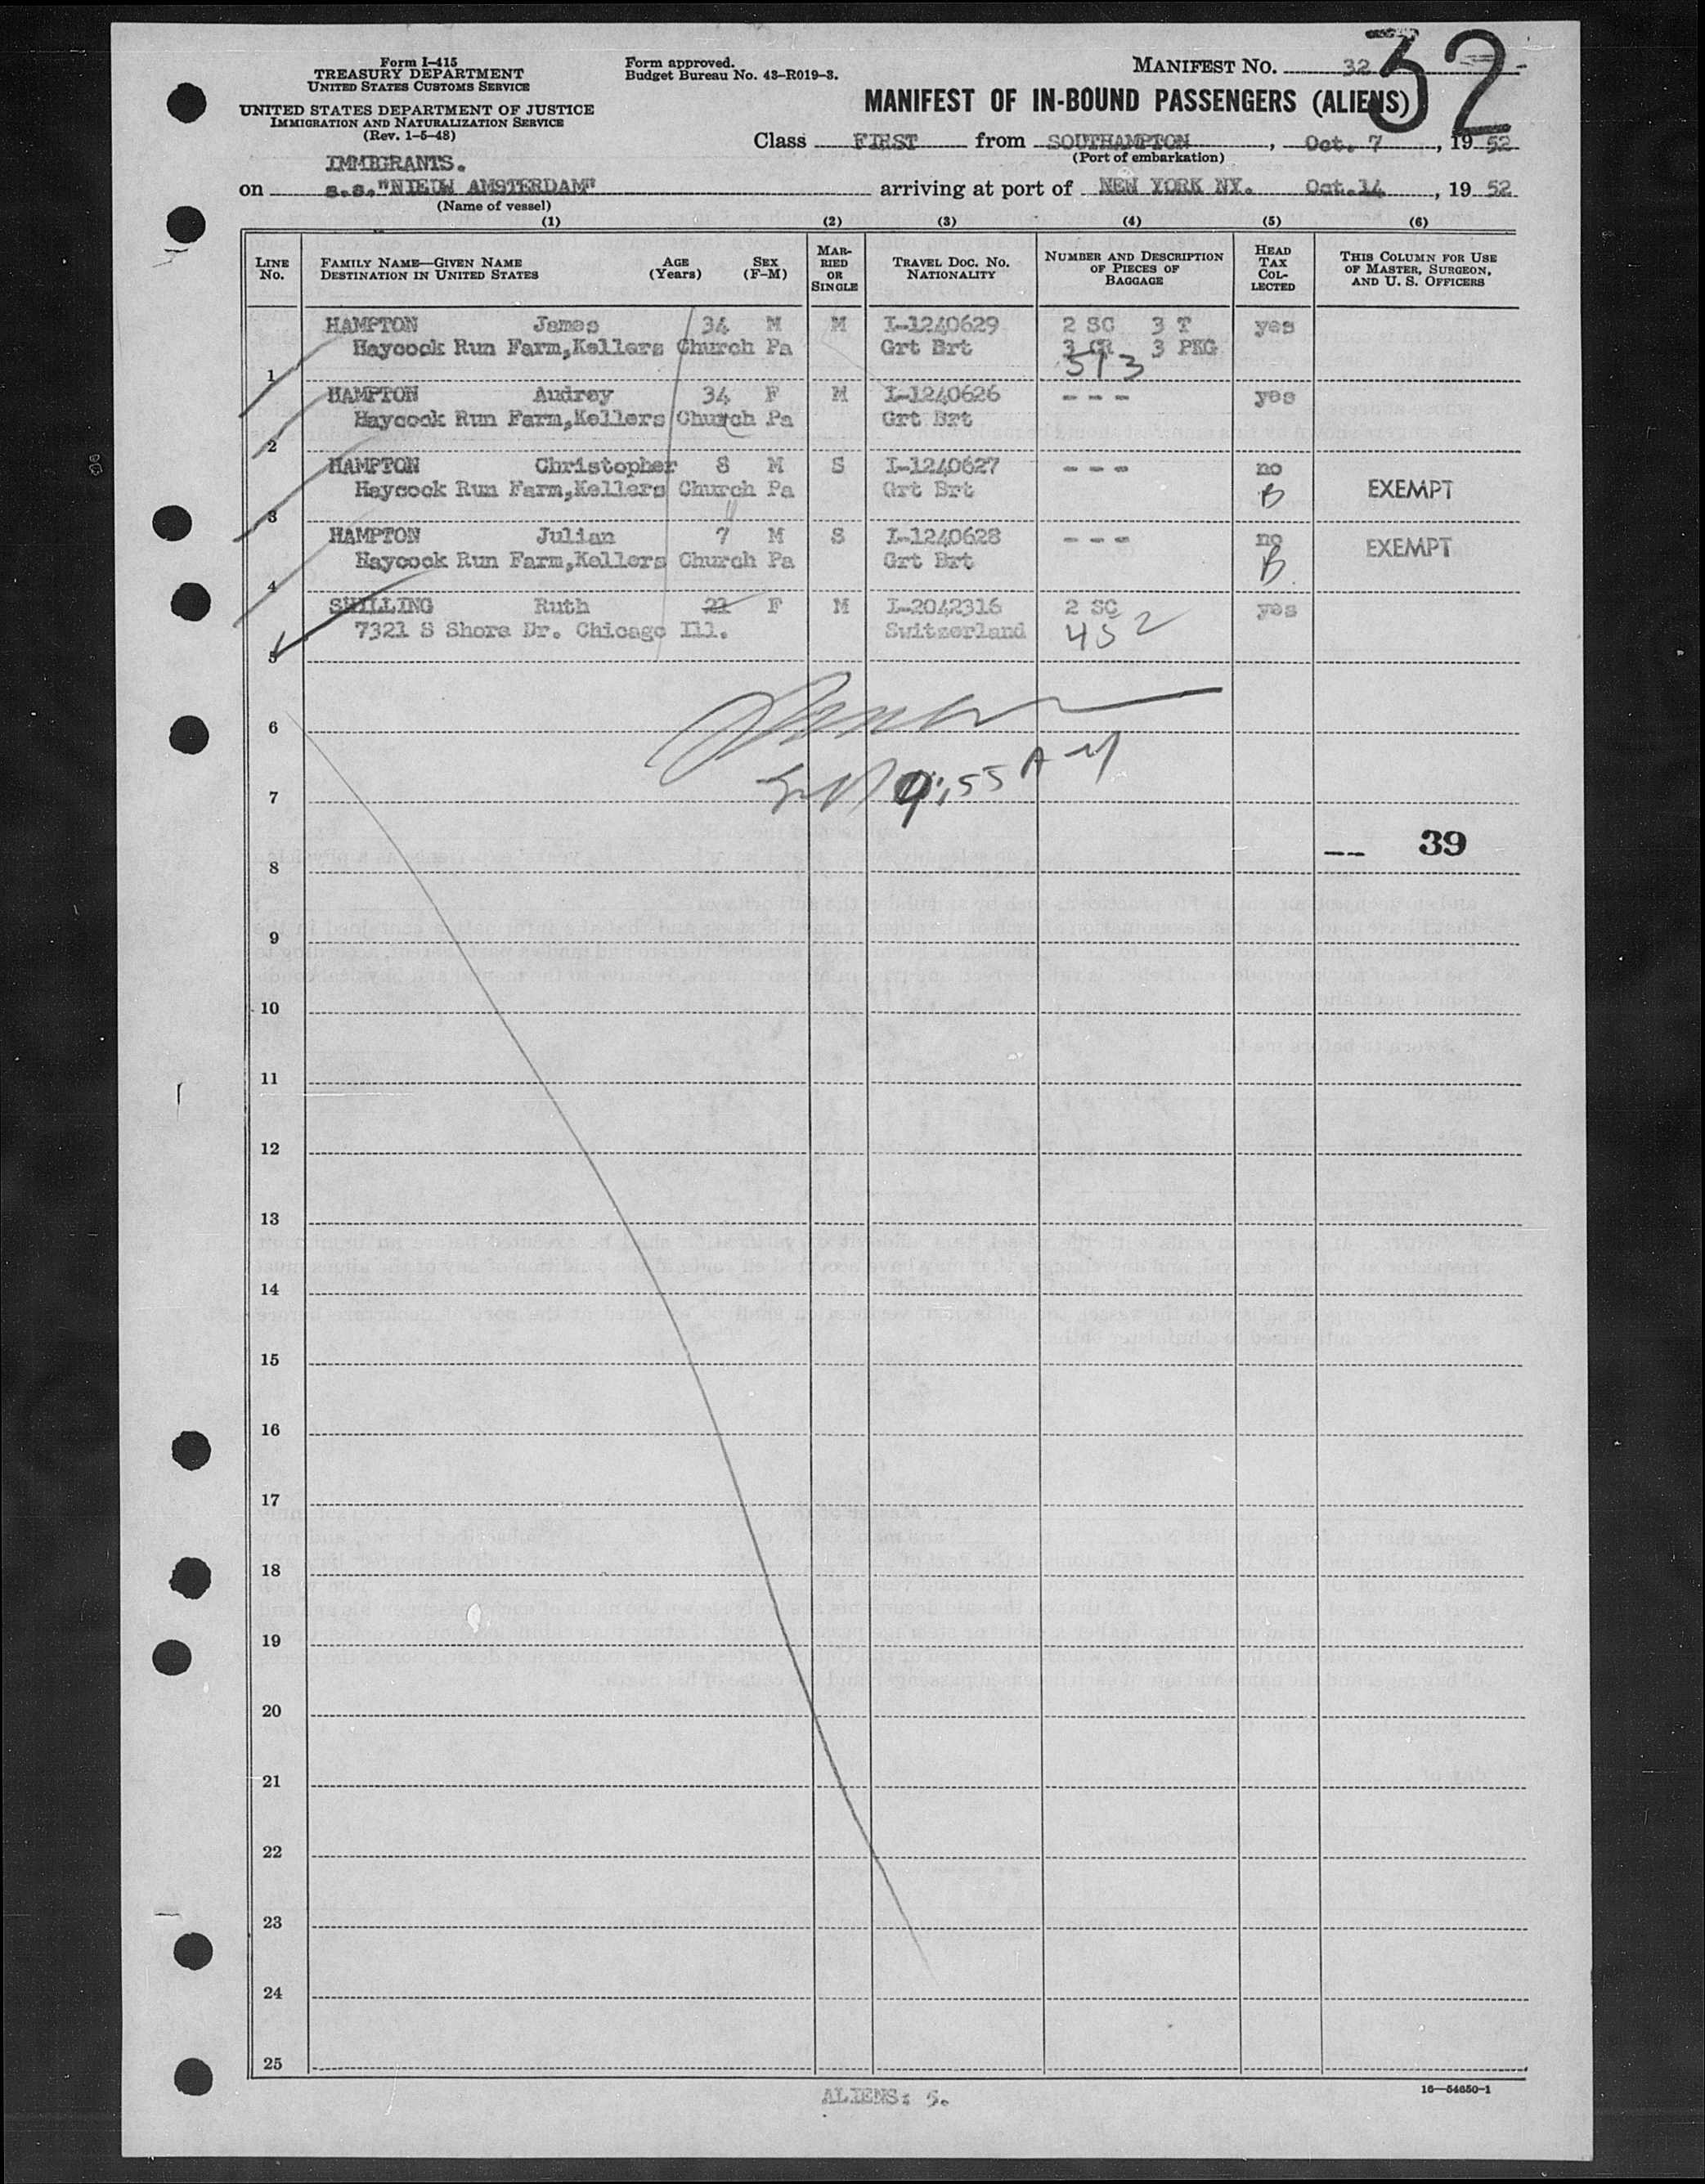 Form I-415
TREASURY DEPARTMENT
UNITED STATES CUSTOMS SERVICE
UNITED STATES DEPARTMENT OF JUSTICE
IMMIGRATION AND NATURALIZATION SERVICE
(Rev. 1-5-48)
Form approved.
Budget Bureau No. 43-R019-3.
MANIFEST NO. 32
32
MANIFEST OF IN-BOUND PASSENGERS (ALIENS)
Class FIRST from SOUTHAMPTON, Oct. 7, 1952
(Port of embarkation)
IMMIGRANTS.
on s.s."NIEUW AMSTERDAM" arriving at port of NEW YORK NY. Oct.14, 1952
(Name of vessel)
(1) (2) (3) (4) (5) (6)
LINE No. FAMILY NAME—GIVEN NAME DESTINATION IN UNITED STATES AGE (Years) SEX (F-M) MARRIED OR SINGLE TRAVEL DOC. NO. NATIONALITY NUMBER AND DESCRIPTION OF PIECES OF BAGGAGE HEAD TAX COLLECTED THIS COLUMN FOR USE OF MASTER, SURGEON, AND U. S. OFFICERS
HAMPTON James 34 M M I-1240629 2 SC 3 T yes
Haycock Run Farm,Kellers Church Pa Grt Brt 3 CR 3 PKG
1 513
HAMPTON Audrey 34 F M I-1240626 - - - yes
Haycock Run Farm,Kellers Church Pa Grt Brt
2
HAMPTON Christopher 8 M S I-1240627 - - - no
Haycock Run Farm,Kellers Church Pa Grt Brt B EXEMPT
3
HAMPTON Julian 7 M S I-1240628 - - - no EXEMPT
Haycock Run Farm,Kellers Church Pa Grt Brt B
4
SHILLING Ruth F M I-2042316 2 SC yes
7321 S Shore Dr. Chicago Ill. Switzerland 452
5
6
9:55 AM
7
-- 39
8
9
10
11
12
13
14
15
16
17
18
19
20
21
22
23
24
25
ALIENS: 5.
16—54650-1